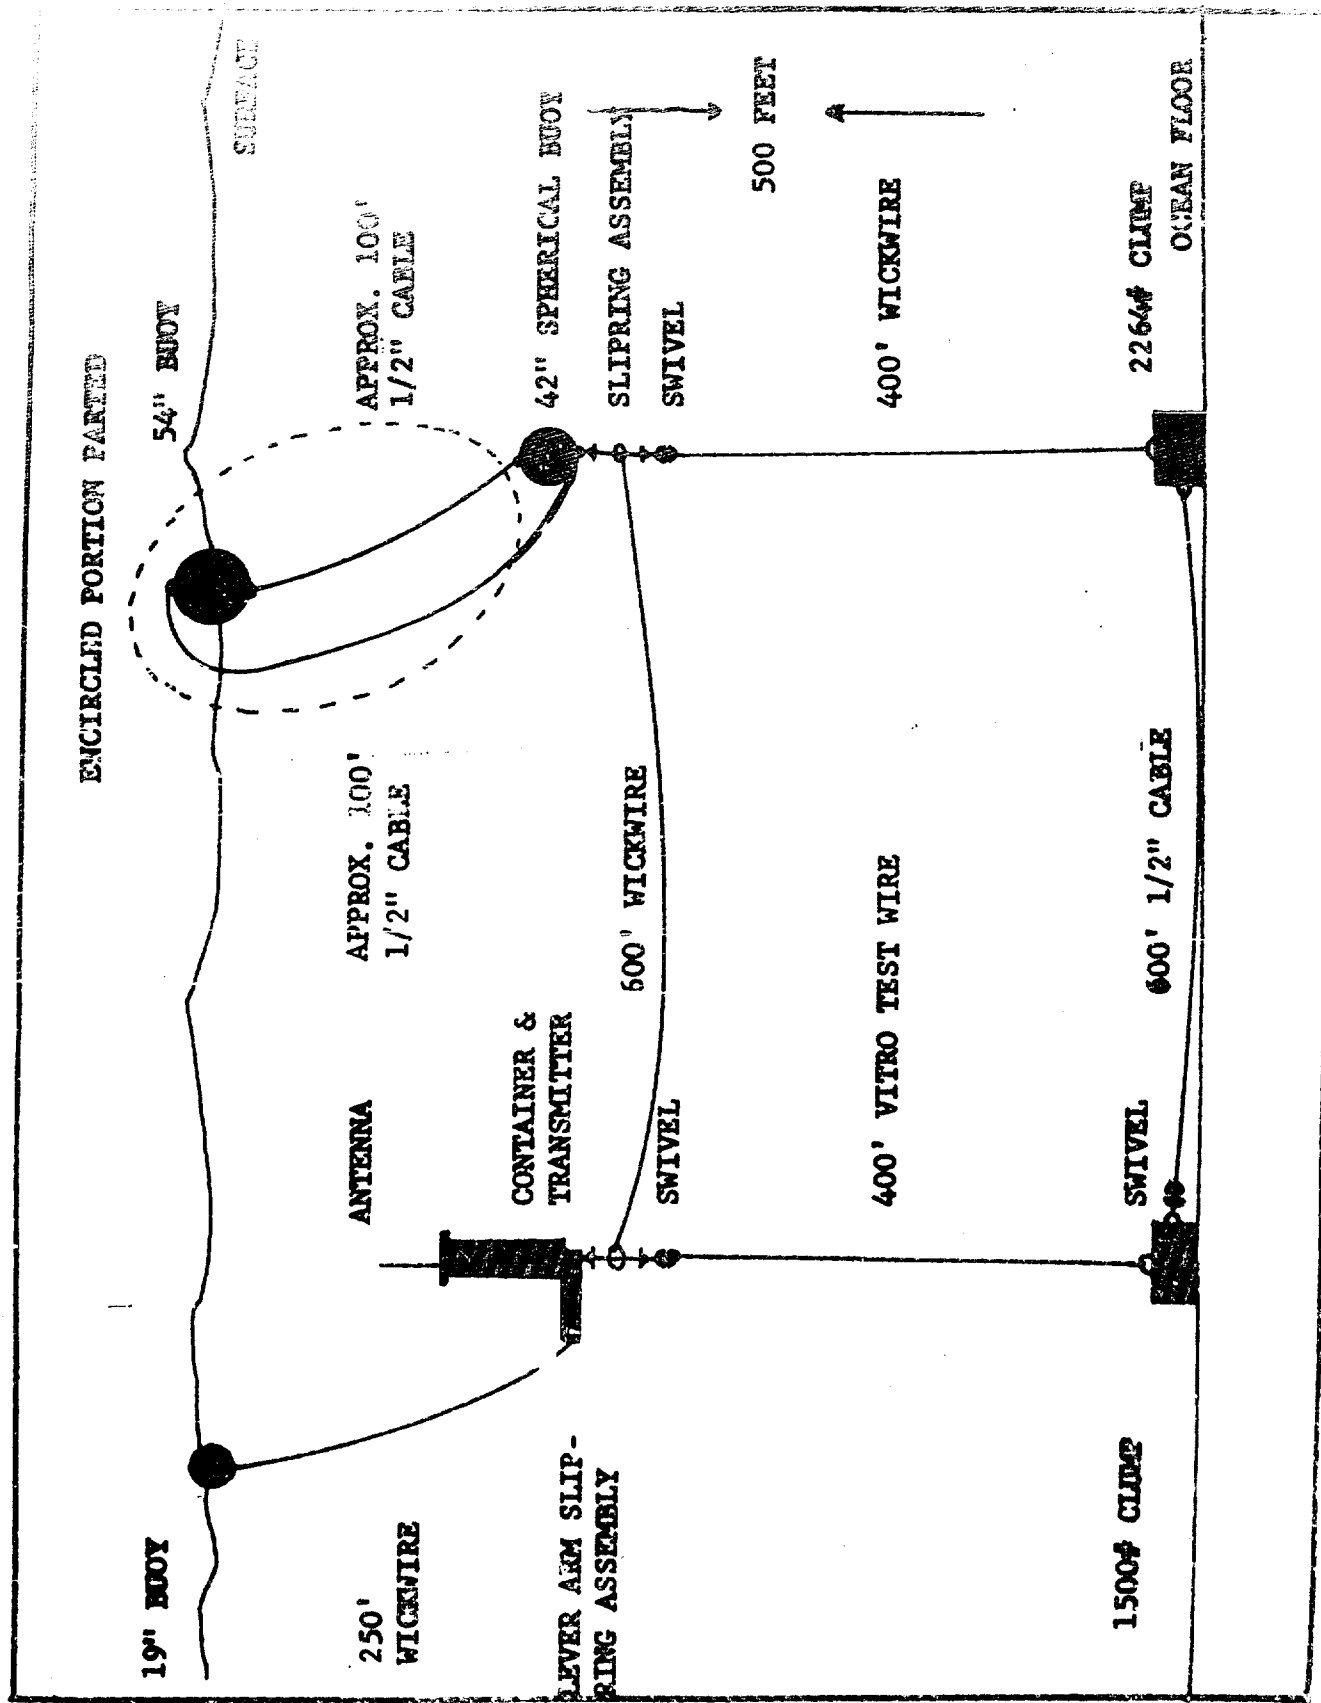 ENCIRCLED PORTION PARTED
19" BUOY
54" BUOY
SURFACE
250'
WICKWIRE
ANTENNA
APPROX. 100'
1/2" CABLE
APPROX. 100'
1/2" CABLE
CONTAINER &
TRANSMITTER
42" SPHERICAL BUOY
LEVER ARM SLIP-
RING ASSEMBLY
600' WICKWIRE
SLIPRING ASSEMBLY
SWIVEL
SWIVEL
500 FEET
400' VITRO TEST WIRE
400' WICKWIRE
1500# CLUMP
SWIVEL
600' 1/2" CABLE
2264# CLUMP
OCEAN FLOOR